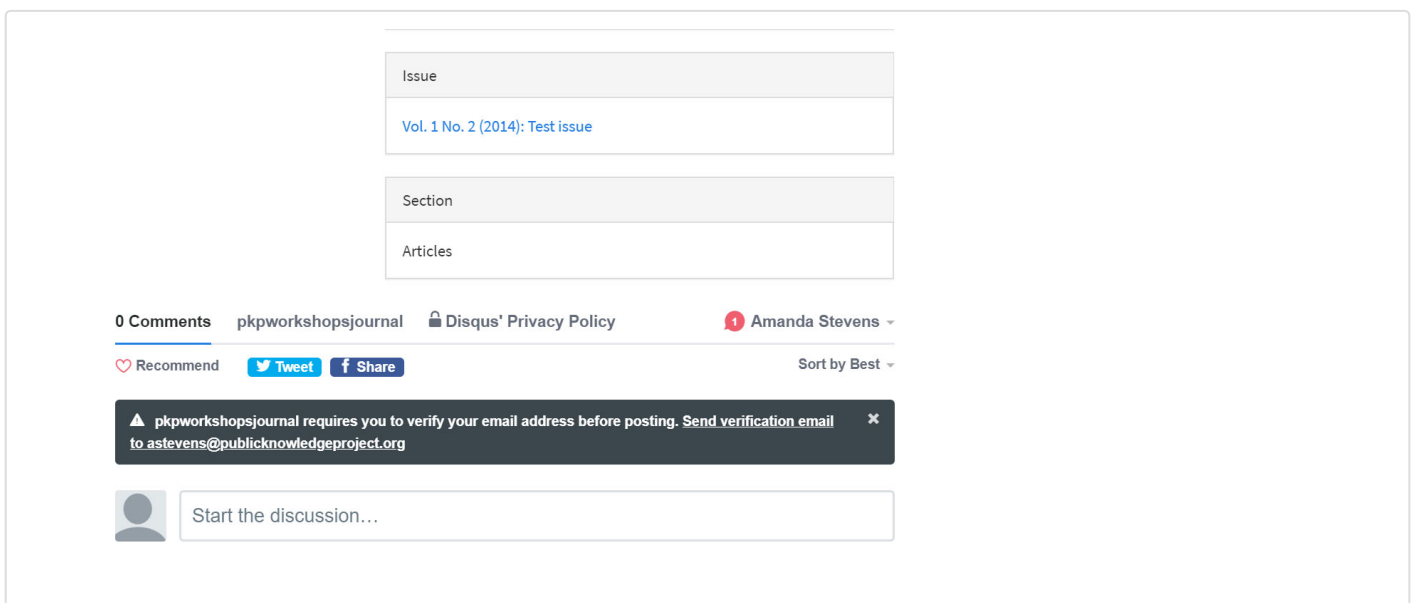 Issue
Vol. 1 No. 2 (2014): Test issue
Section
Articles
0 Comments pkpworkshopsjournal Disqus' Privacy Policy 1 Amanda Stevens
Recommend Tweet f Share Sort by Best
pkpworkshopsjournal requires you to verify your email address before posting. Send verification email
to astevens@publicknowledgeproject.org
Start the discussion…